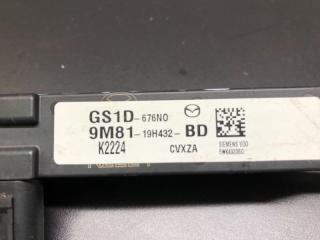 GS1D-676N0
9M81-19H432-BD
K2224 CVXZA
SIEMENS VDO